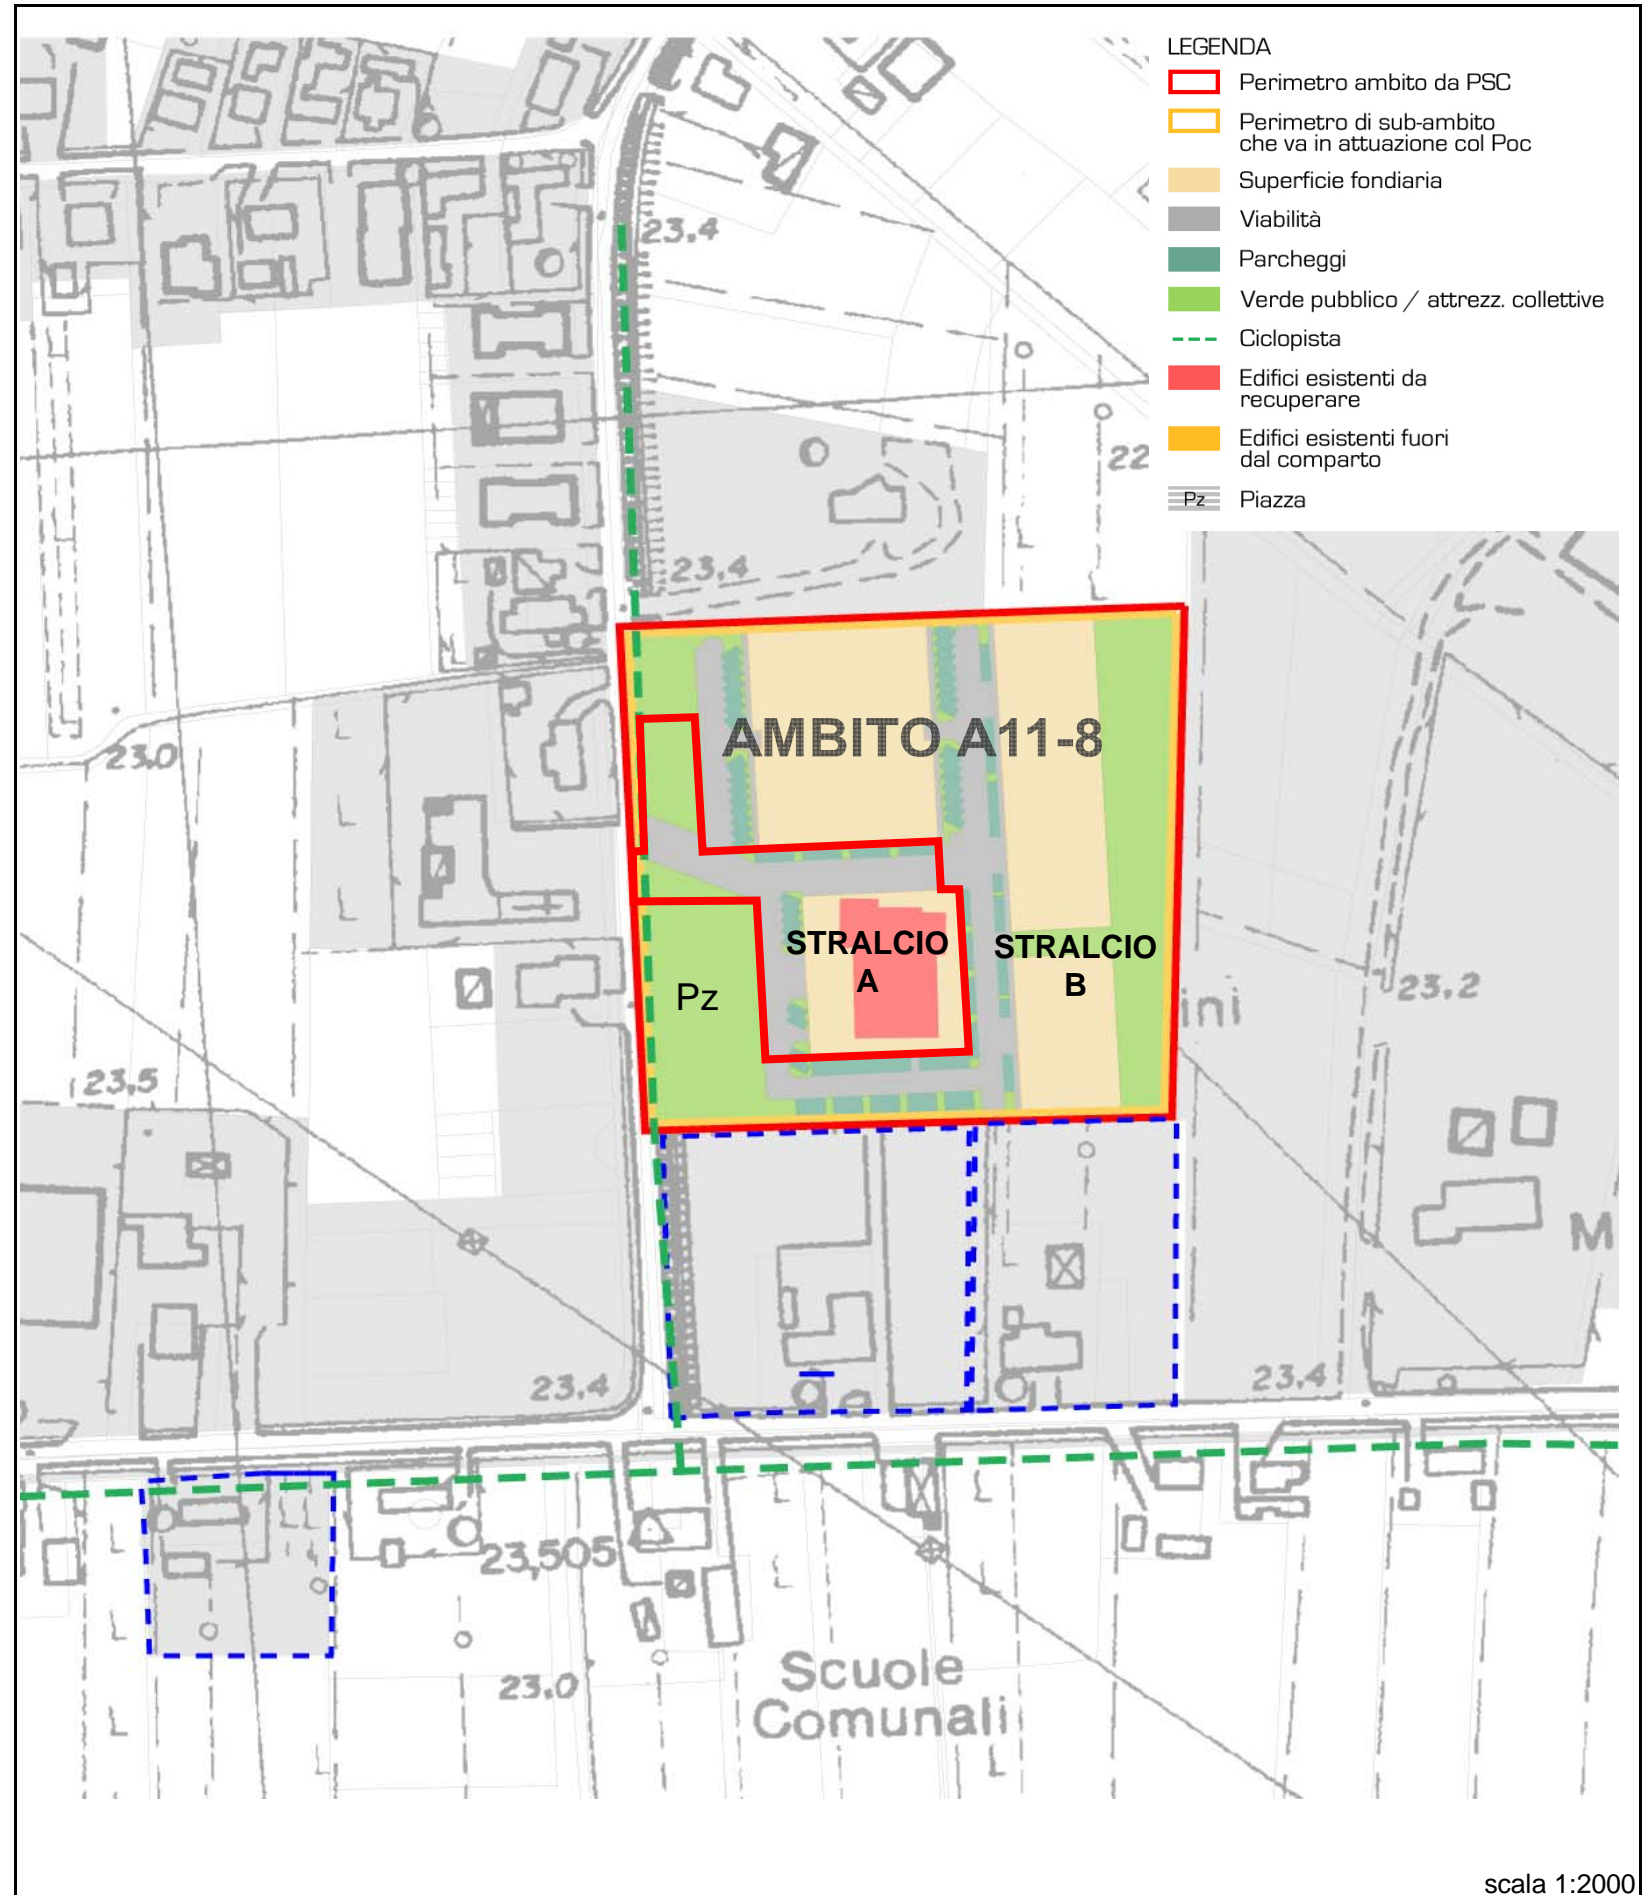 LEGENDA
Perimetro ambito da PSC
Perimetro di sub-ambito
che va in attuazione col Poc
Superficie fondiaria
Viabilità
Parcheggi
Verde pubblico / attrezz. collettive
Ciclopista
Edifici esistenti da
recuperare
Edifici esistenti fuori
dal comparto
Pz Piazza
23.4
22
23.4
AMBITO A11-8
23.0
STRALCIO
A
STRALCIO
B
Pz
ini
23.2
23.5
M
23.4
23.4
23,505
23.0
Scuole
Comunali
scala 1:2000